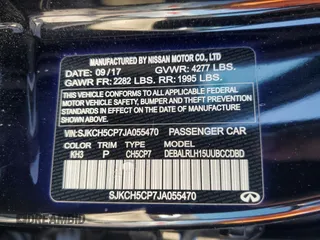 MANUFACTURED BY NISSAN MOTOR CO., LTD
DATE: 09/17 GVWR: 4277 LBS.
GAWR FR: 2282 LBS. RR: 1995 LBS.
THIS VEHICLE CONFORMS TO ALL APPLICABLE
FEDERAL MOTOR VEHICLE SAFETY, BUMPER,
AND THEFT PREVENTION STANDARDS IN EFFECT ON
THE DATE OF MANUFACTURE SHOWN ABOVE.
VIN:SJKCH5CP7JA055470 PASSENGER CAR
COLOR TRIM MODEL
KH3 P CH5CP7 DEBALRLH15UUBCCDBD
SJKCH5CP7JA055470